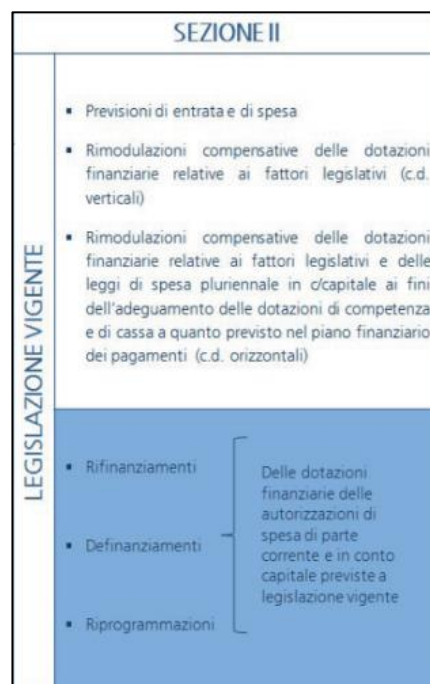 SEZIONE II
LEGISLAZIONE VIGENTE
▪ Previsioni di entrata e di spesa
▪ Rimodulazioni compensative delle dotazioni
finanziarie relative ai fattori legislativi (c.d.
verticali)
▪ Rimodulazioni compensative delle dotazioni
finanziarie relative ai fattori legislativi e delle
leggi di spesa pluriennale in c/capitale ai fini
dell'adeguamento delle dotazioni di competenza
e di cassa a quanto previsto nel piano finanziario
dei pagamenti (c.d. orizzontali)
▪ Rifinanziamenti
▪ Definanziamenti
▪ Riprogrammazioni
Delle dotazioni
finanziarie delle
autorizzazioni di
spesa di parte
corrente e in conto
capitale previste a
legislazione vigente